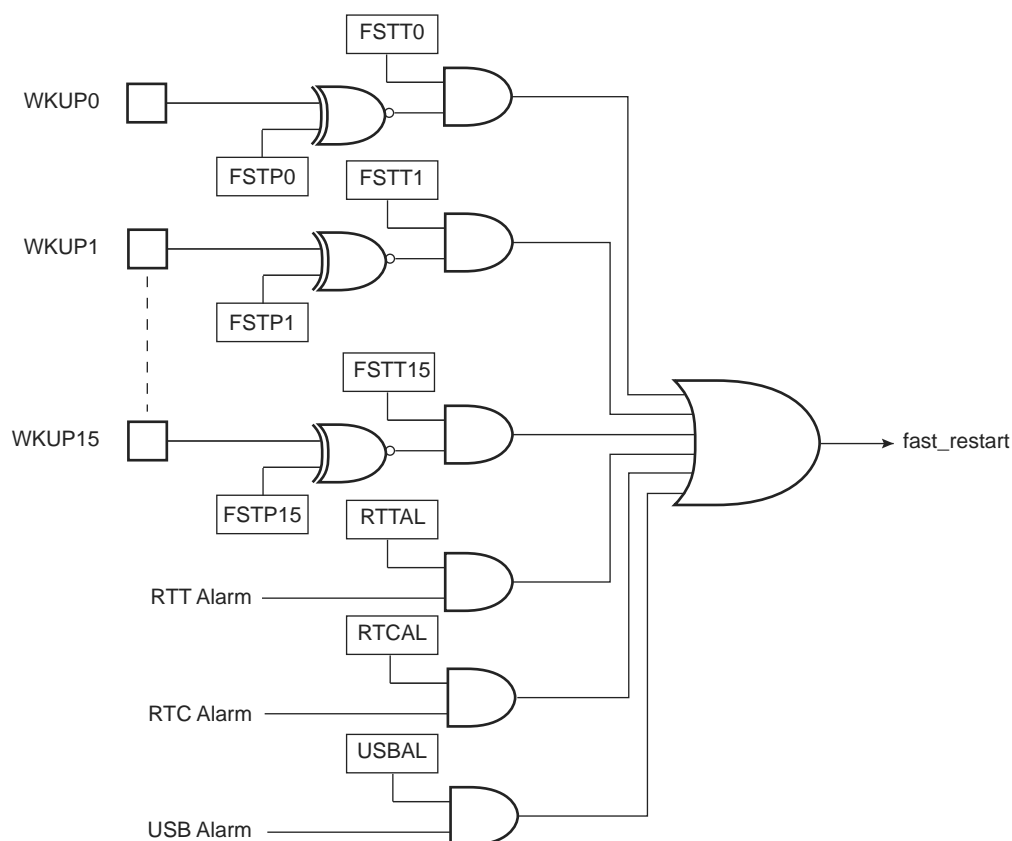 FSTT0
WKUP0
FSTP0
FSTT1
WKUP1
FSTP1
FSTT15
WKUP15
fast_restart
FSTP15
RTTAL
RTT Alarm
RTCAL
RTC Alarm
USBAL
USB Alarm